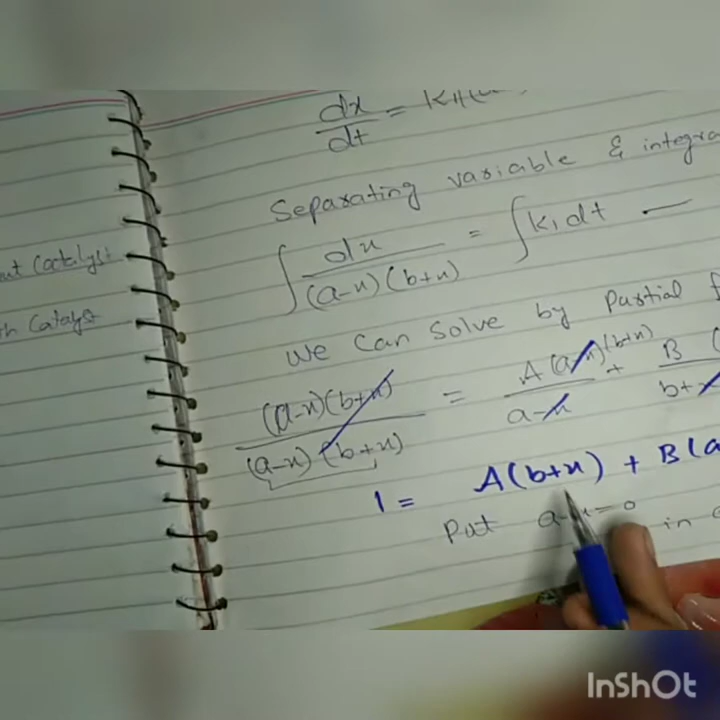 dx/dt = K₁(
Separating variable & integra
∫ dx/(a-x)(b+x) = ∫ K₁dt —
out Catalyst
th Catalyst
We can solve by Partial f
(a-x)(b+x)/(a-x)(b+x) = A(a-x)(b+x)/a-x + B (/b+x
1 = A(b+x) + B(a
Put a-x=0 in
InShOt